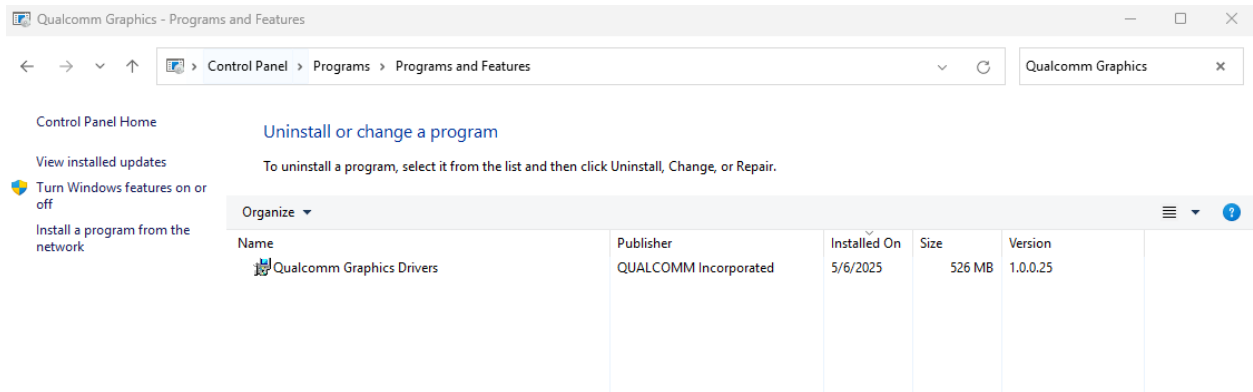 Qualcomm Graphics - Programs and Features
Control Panel > Programs > Programs and Features
Qualcomm Graphics
Control Panel Home
View installed updates
Turn Windows features on or
off
Install a program from the
network
Uninstall or change a program
To uninstall a program, select it from the list and then click Uninstall, Change, or Repair.
Organize
Name Publisher Installed On Size Version
Qualcomm Graphics Drivers QUALCOMM Incorporated 5/6/2025 526 MB 1.0.0.25